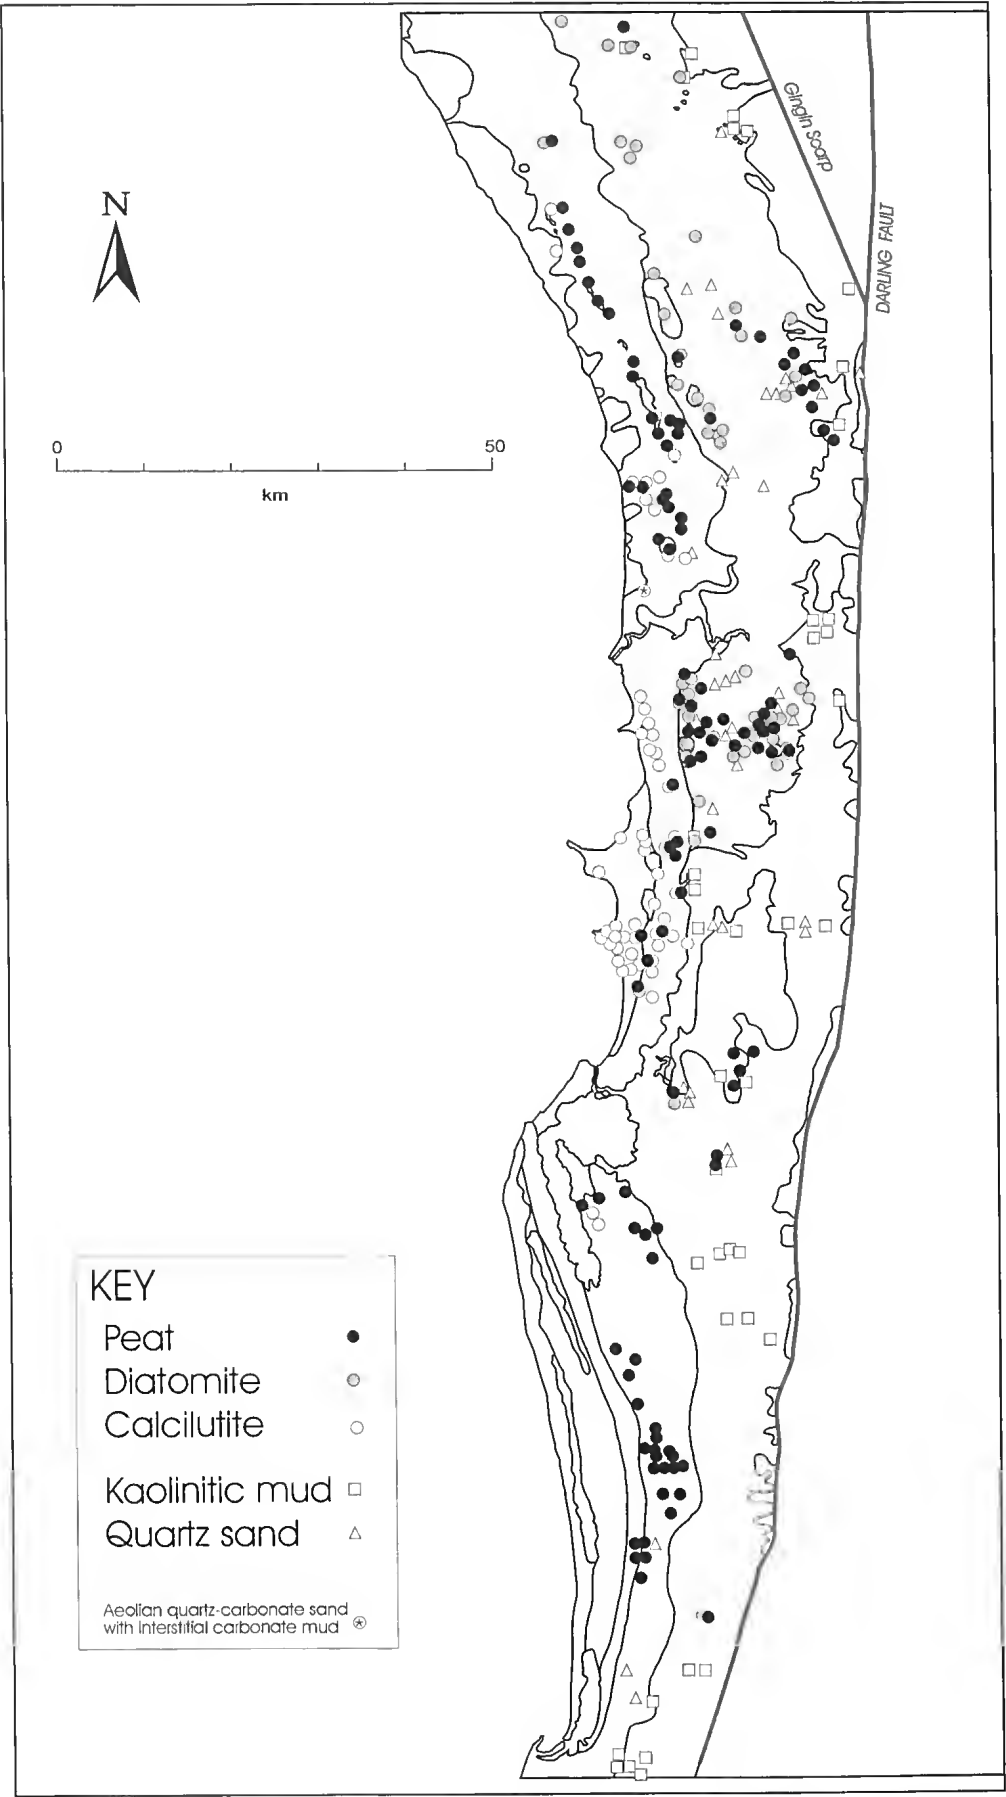 Gingin Scarp
N
DARLING FAULT
0 50
km
KEY
Peat
Diatomite
Calcilutite
Kaolinitic mud
Quartz sand
Aeolian quartz-carbonate sand
with interstitial carbonate mud